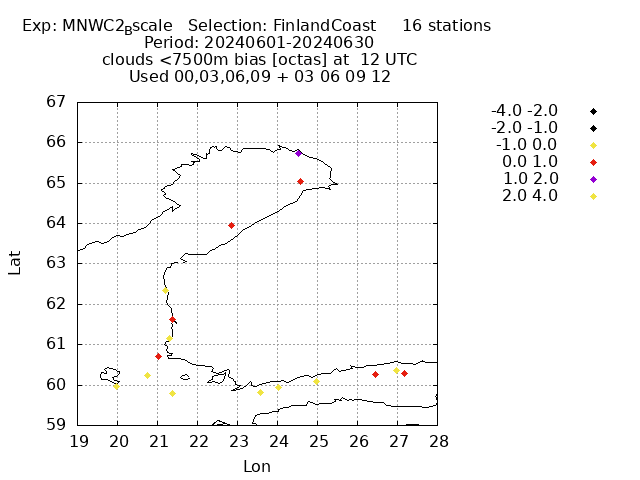 Exp: MNWC2Bscale   Selection: FinlandCoast     16 stations
Period: 20240601-20240630
clouds <7500m bias [octas] at  12 UTC
Used 00,03,06,09 + 03 06 09 12
-4.0 -2.0
-2.0 -1.0
-1.0 0.0
0.0 1.0
1.0 2.0
2.0 4.0
67
66
65
64
63
62
61
60
59
Lat
19 20 21 22 23 24 25 26 27 28
Lon